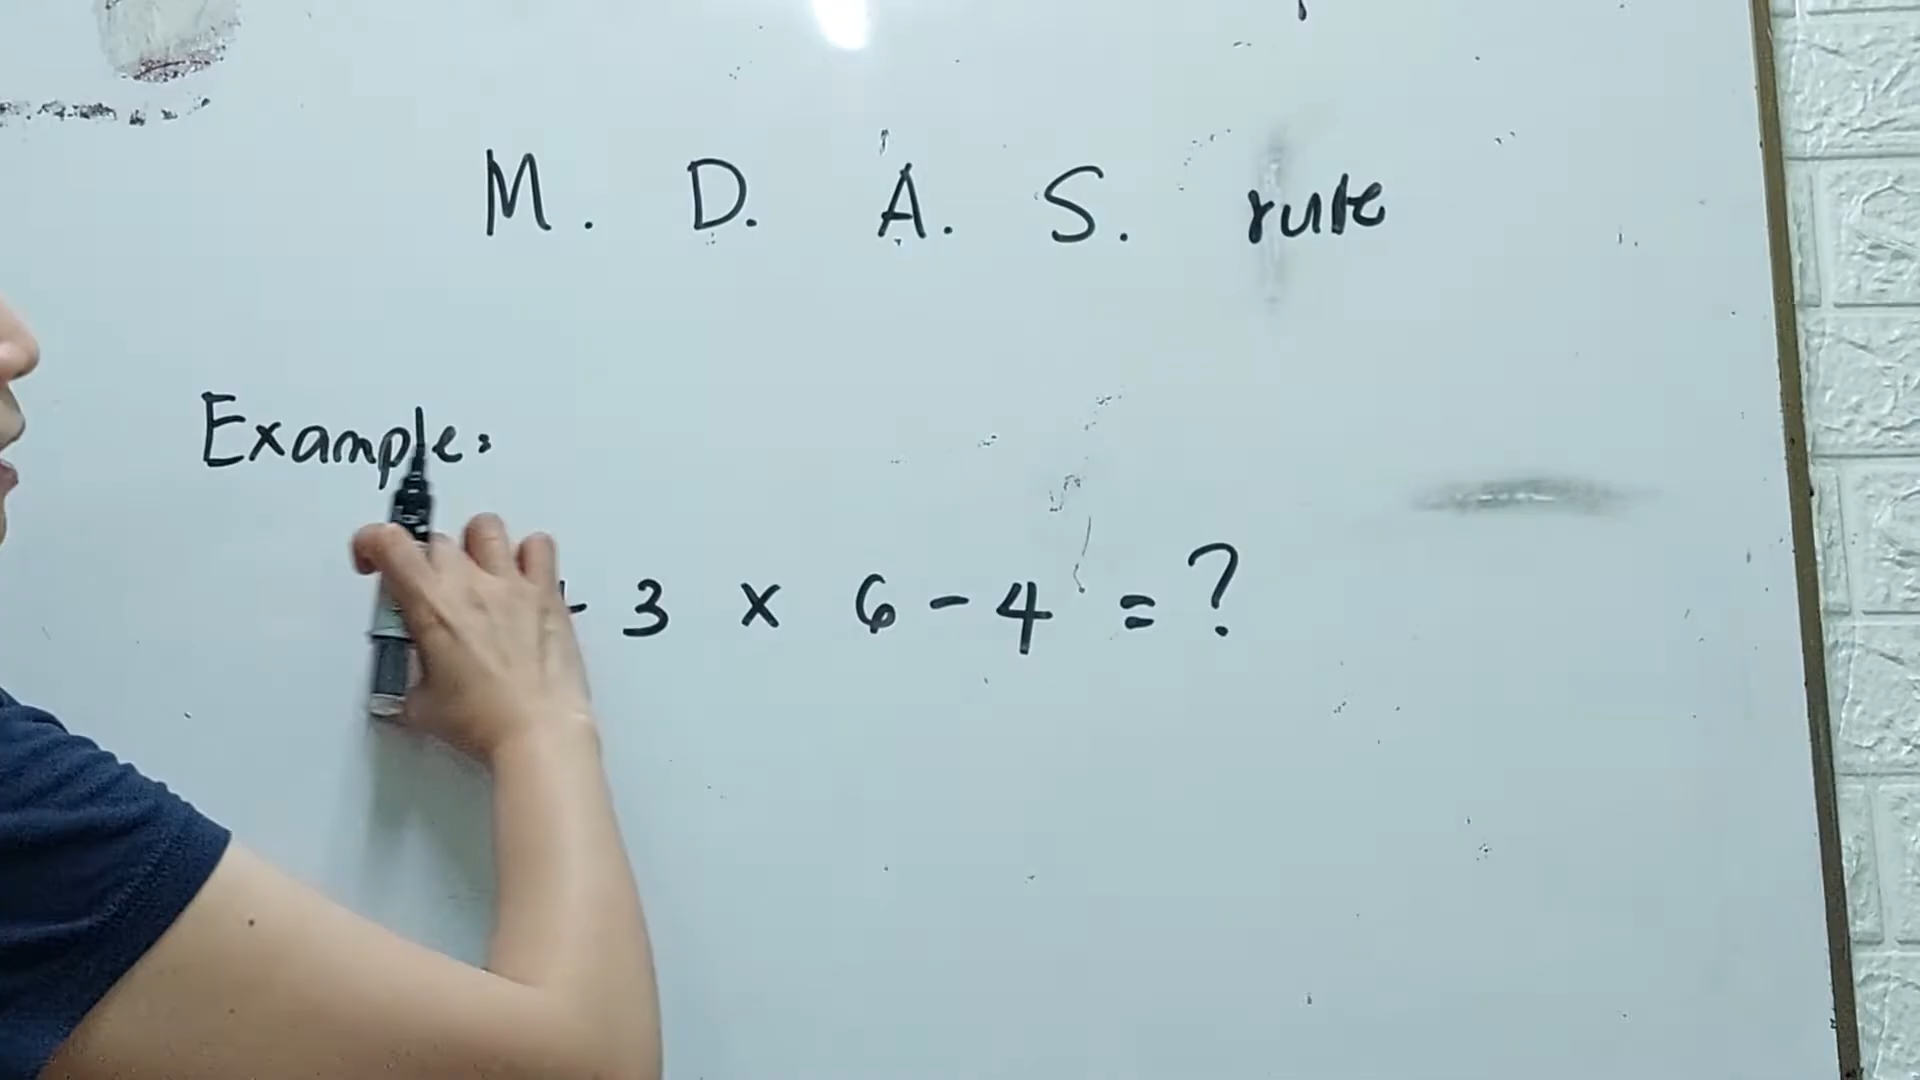 M. D. A. S. rule
Example:
+ 3 x 6 - 4 = ?